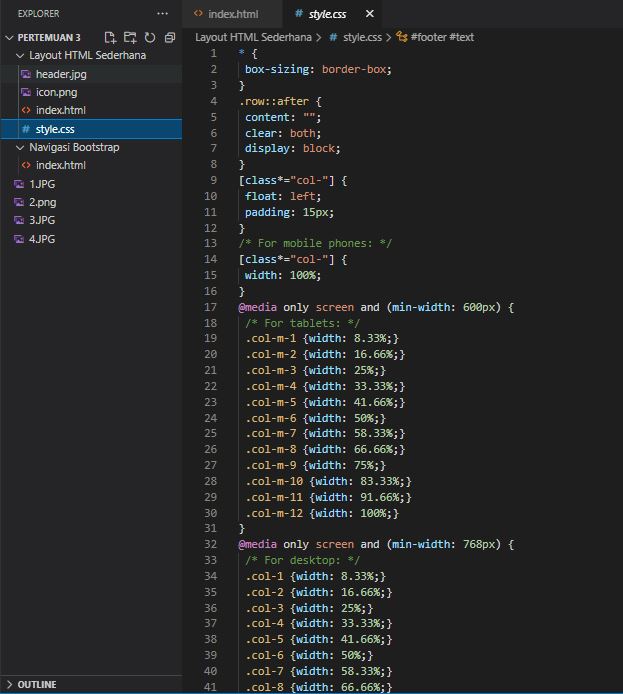 EXPLORER ···
PERTEMUAN 3
Layout HTML Sederhana
header.jpg
icon.png
<> index.html
# style.css
Navigasi Bootstrap
<> index.html
1.JPG
2.png
3.JPG
4.JPG
OUTLINE
<> index.html # style.css ×
Layout HTML Sederhana > # style.css > #footer #text
1 * {
2 box-sizing: border-box;
3 }
4 .row::after {
5 content: "";
6 clear: both;
7 display: block;
8 }
9 [class*="col-"] {
10 float: left;
11 padding: 15px;
12 }
13 /* For mobile phones: */
14 [class*="col-"] {
15 width: 100%;
16 }
17 @media only screen and (min-width: 600px) {
18 /* For tablets: */
19 .col-m-1 {width: 8.33%;}
20 .col-m-2 {width: 16.66%;}
21 .col-m-3 {width: 25%;}
22 .col-m-4 {width: 33.33%;}
23 .col-m-5 {width: 41.66%;}
24 .col-m-6 {width: 50%;}
25 .col-m-7 {width: 58.33%;}
26 .col-m-8 {width: 66.66%;}
27 .col-m-9 {width: 75%;}
28 .col-m-10 {width: 83.33%;}
29 .col-m-11 {width: 91.66%;}
30 .col-m-12 {width: 100%;}
31 }
32 @media only screen and (min-width: 768px) {
33 /* For desktop: */
34 .col-1 {width: 8.33%;}
35 .col-2 {width: 16.66%;}
36 .col-3 {width: 25%;}
37 .col-4 {width: 33.33%;}
38 .col-5 {width: 41.66%;}
39 .col-6 {width: 50%;}
40 .col-7 {width: 58.33%;}
41 .col-8 {width: 66.66%;}